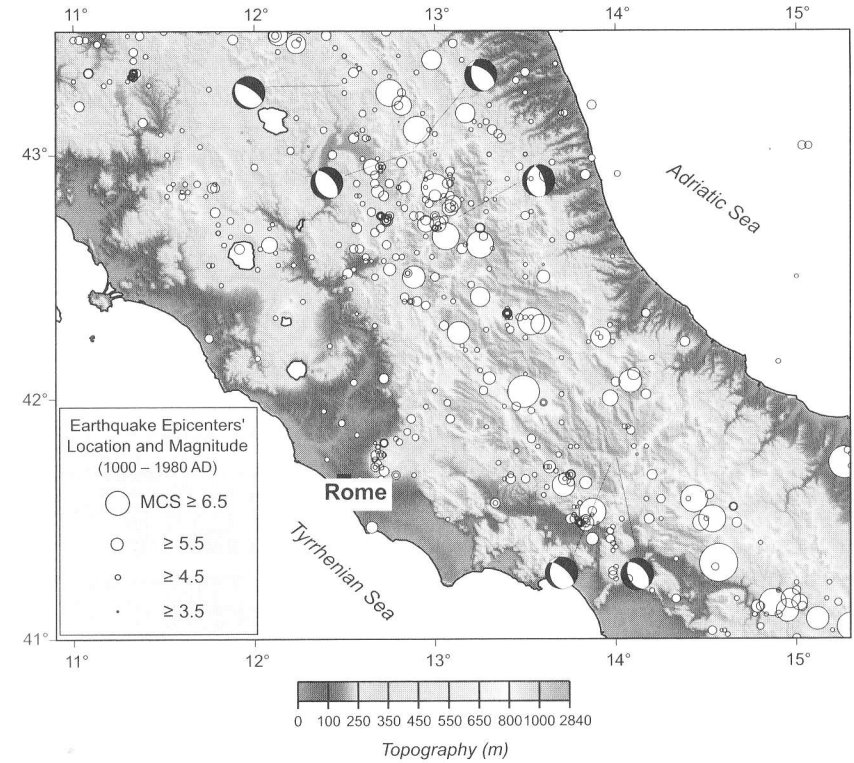 11° 12° 13° 14° 15°
43°
Adriatic Sea
42°
Earthquake Epicenters'
Location and Magnitude
(1000 – 1980 AD)
MCS ≥ 6.5
≥ 5.5
≥ 4.5
≥ 3.5
Rome
Tyrrhenian Sea
41°
11° 12° 13° 14° 15°
0 100 250 350 450 550 650 800 1000 2840
Topography (m)